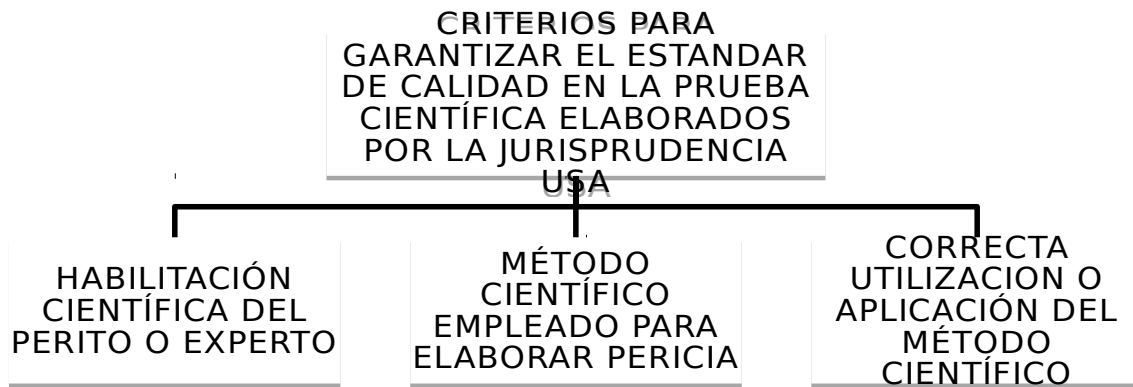 CRITERIOS PARA
GARANTIZAR EL ESTANDAR
DE CALIDAD EN LA PRUEBA
CIENTÍFICA ELABORADOS
POR LA JURISPRUDENCIA
USA
HABILITACIÓN
CIENTÍFICA DEL
PERITO O EXPERTO
MÉTODO
CIENTÍFICO
EMPLEADO PARA
ELABORAR PERICIA
CORRECTA
UTILIZACION O
APLICACIÓN DEL
MÉTODO
CIENTÍFICO